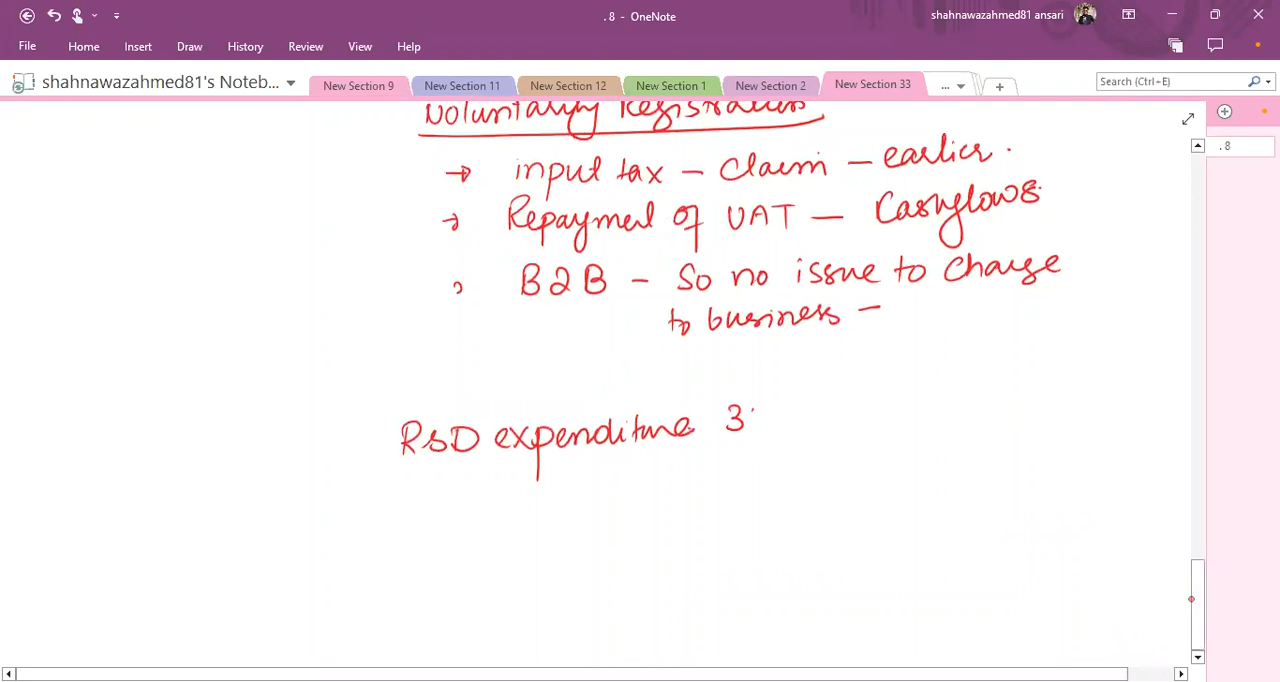 . 8 - OneNote
shahnawazahmed81 ansari
File Home Insert Draw History Review View Help
shahnawazahmed81's Noteb...
New Section 9
New Section 11
New Section 12
New Section 1
New Section 2
New Section 33
...
Search (Ctrl+E)
. 8
Voluntary Registration
→ input tax - Claim - earlier.
→ Repayment of VAT - Cashflows
B2B - So no issue to charge
to business -
R&D expenditure 3